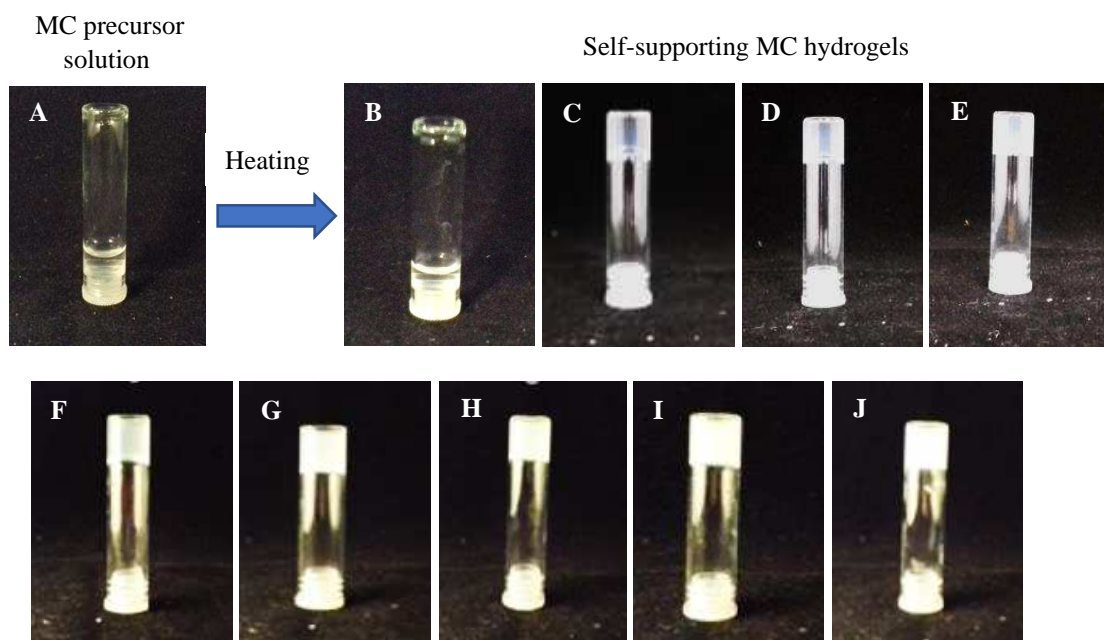 MC precursor
solution
Self-supporting MC hydrogels
A
B
C
D
E
Heating
F
G
H
I
J